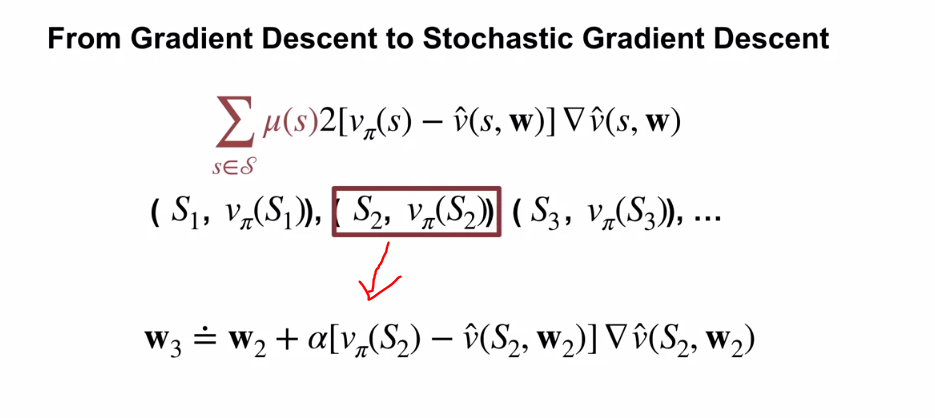 From Gradient Descent to Stochastic Gradient Descent
∑ μ(s)2[v_π(s) − v̂(s, 𝐰)] ∇ v̂(s, 𝐰)
s∈𝒮
( S₁, v_π(S₁)), ( S₂, v_π(S₂)) ( S₃, v_π(S₃)), ...
𝐰₃ ≐ 𝐰₂ + α[v_π(S₂) − v̂(S₂, 𝐰₂)] ∇ v̂(S₂, 𝐰₂)